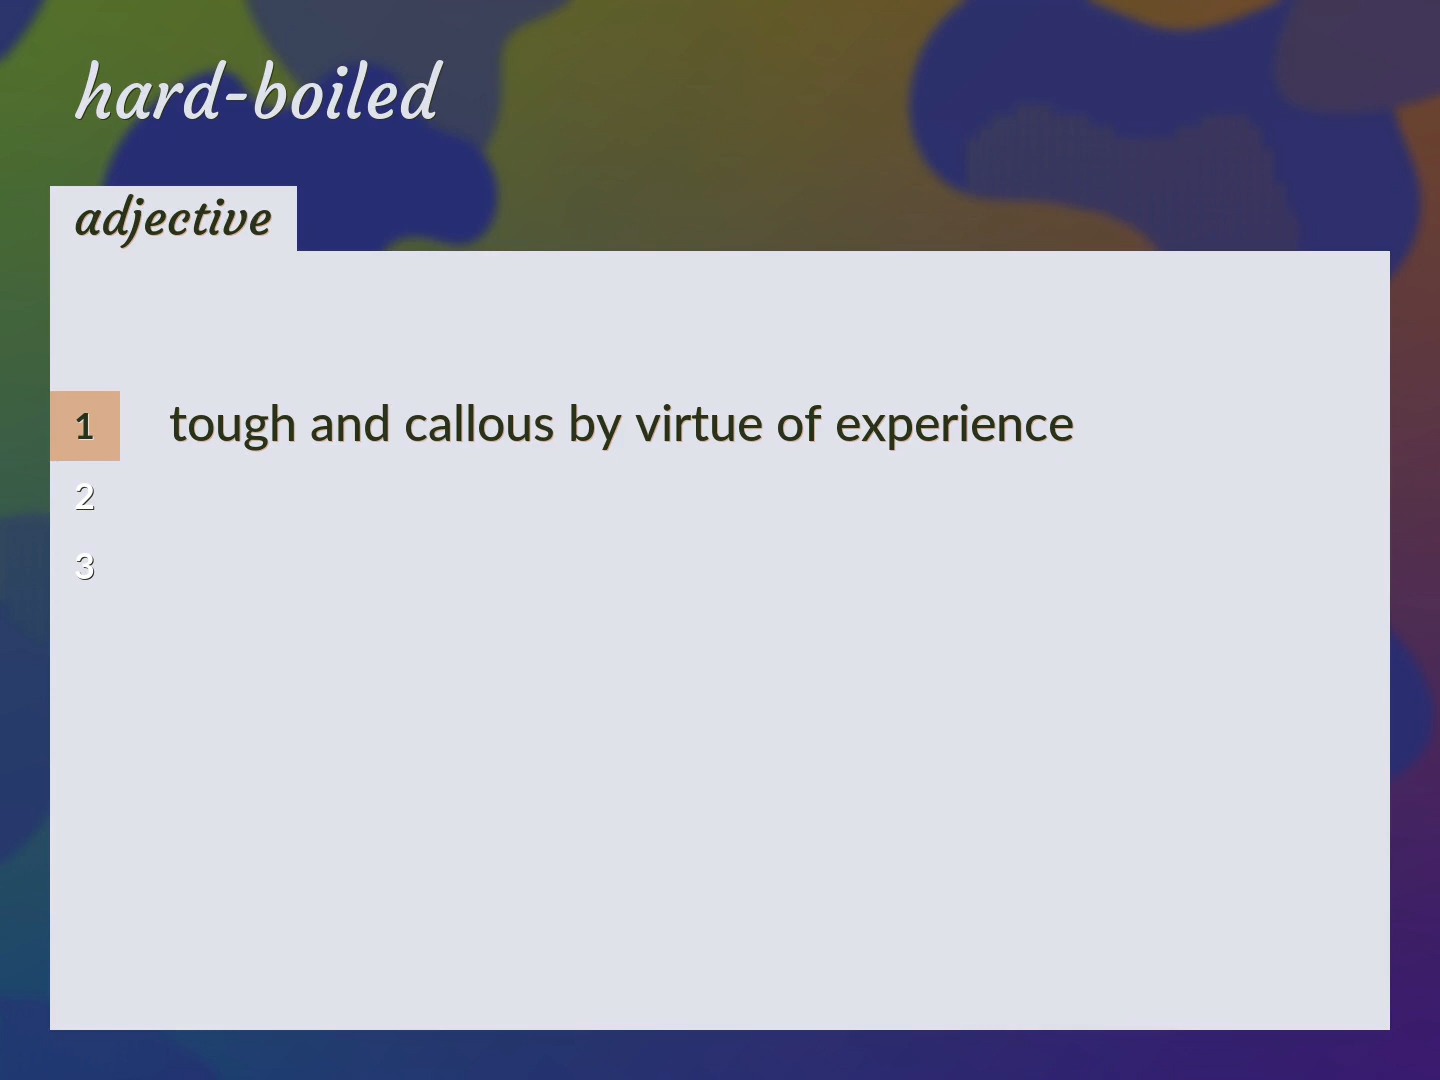 hard-boiled
adjective
1 tough and callous by virtue of experience
2
3